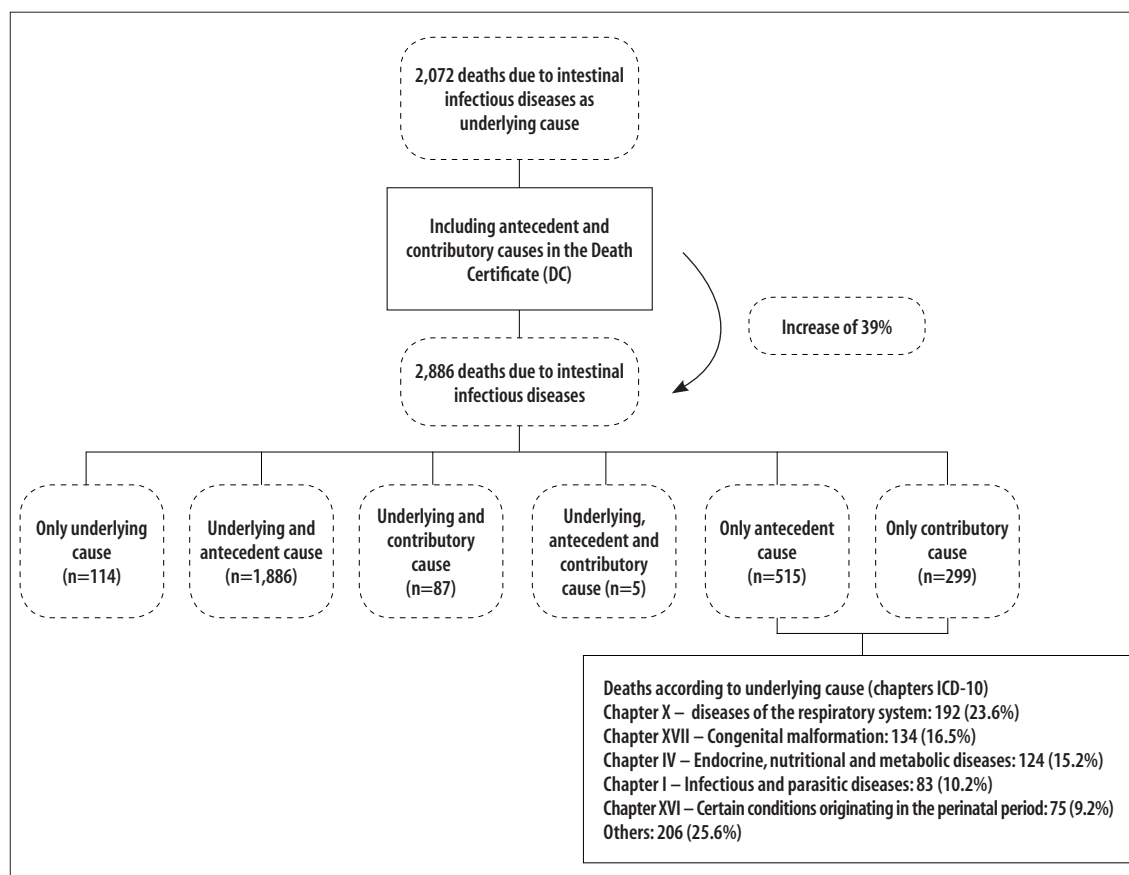 2,072 deaths due to intestinal
infectious diseases as
underlying cause
Including antecedent and
contributory causes in the Death
Certificate (DC)
Increase of 39%
2,886 deaths due to intestinal
infectious diseases
Only underlying
cause
(n=114)
Underlying and
antecedent cause
(n=1,886)
Underlying and
contributory
cause
(n=87)
Underlying,
antecedent and
contributory
cause (n=5)
Only antecedent
cause
(n=515)
Only contributory
cause
(n=299)
Deaths according to underlying cause (chapters ICD-10)
Chapter X – diseases of the respiratory system: 192 (23.6%)
Chapter XVII – Congenital malformation: 134 (16.5%)
Chapter IV – Endocrine, nutritional and metabolic diseases: 124 (15.2%)
Chapter I – Infectious and parasitic diseases: 83 (10.2%)
Chapter XVI – Certain conditions originating in the perinatal period: 75 (9.2%)
Others: 206 (25.6%)